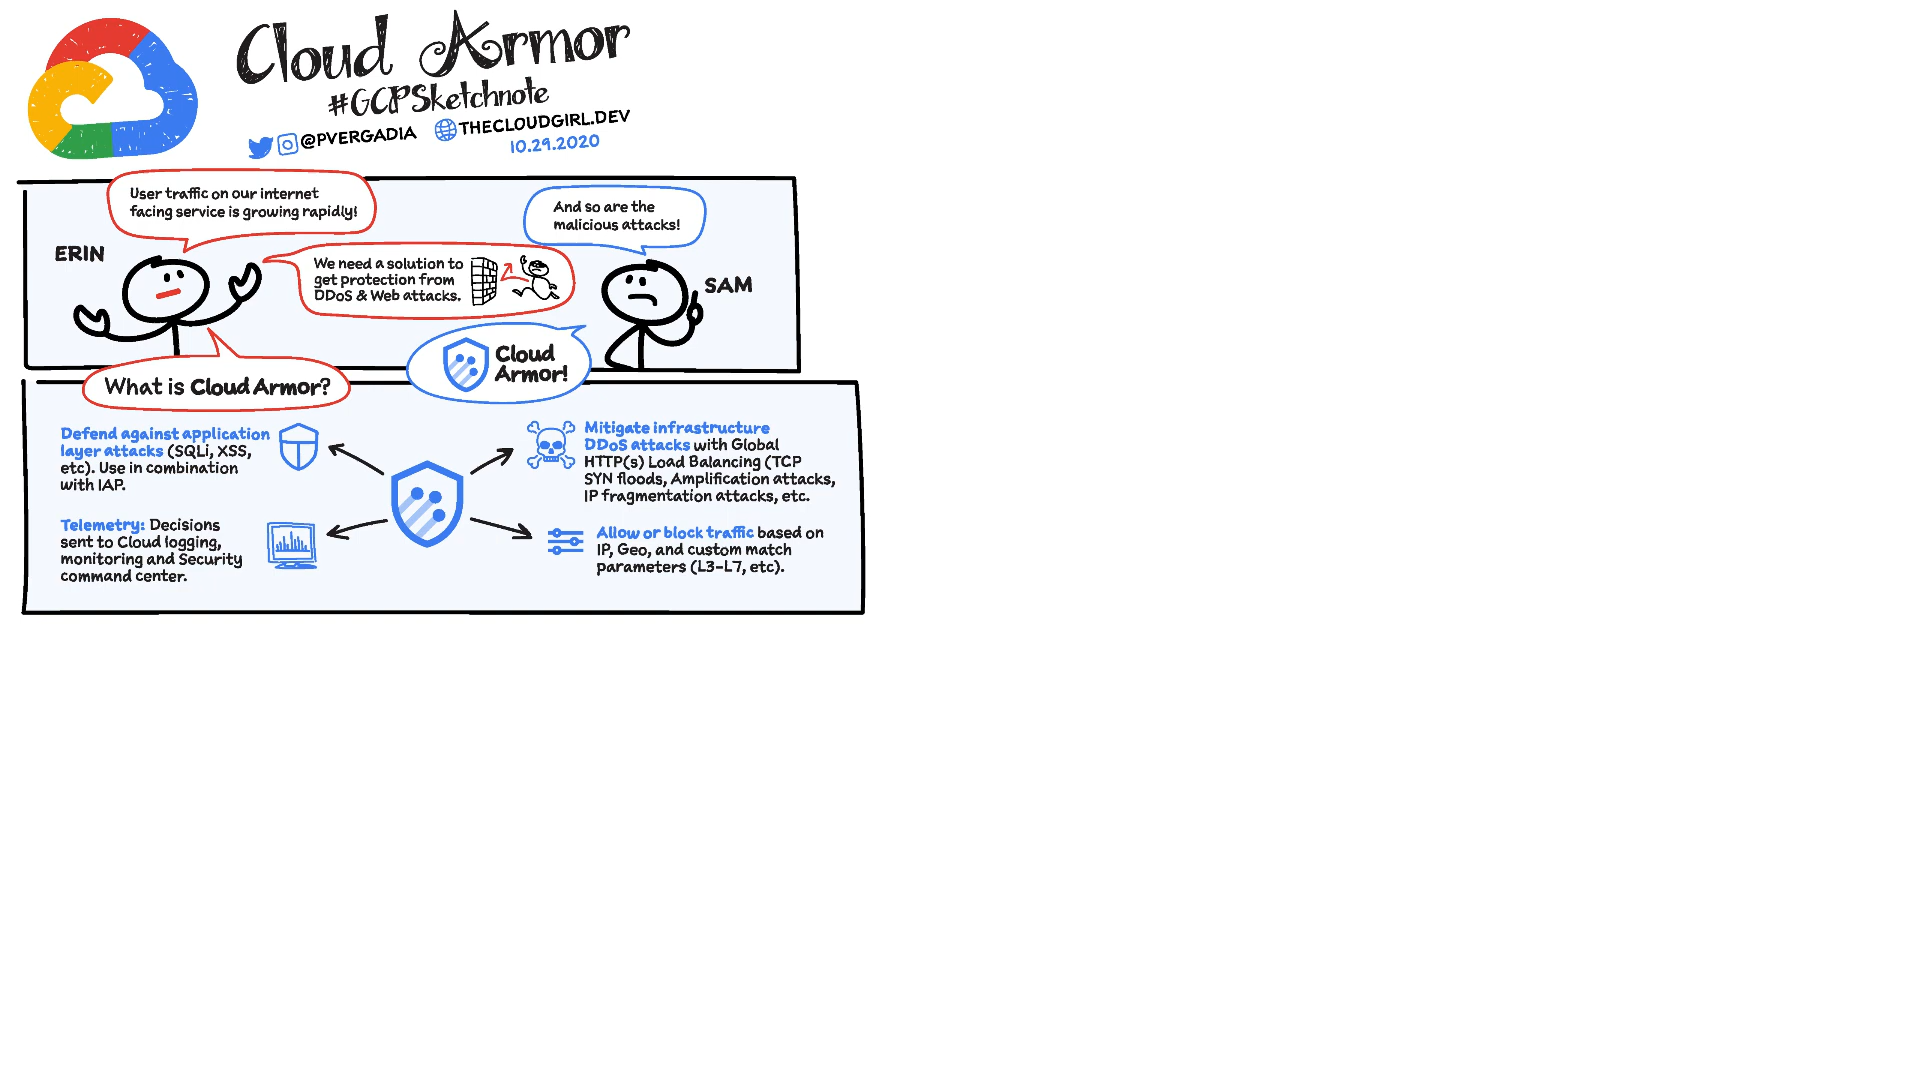 Cloud Armor
#GCPSketchnote
@PVERGADIA THECLOUDGIRL.DEV
10.29.2020
User traffic on our internet
facing service is growing rapidly!
And so are the
malicious attacks!
ERIN
We need a solution to
get protection from
DDoS & Web attacks.
SAM
Cloud
Armor!
What is Cloud Armor?
Defend against application
layer attacks (SQLi, XSS,
etc). Use in combination
with IAP.
Mitigate infrastructure
DDoS attacks with Global
HTTP(s) Load Balancing (TCP
SYN floods, Amplification attacks,
IP fragmentation attacks, etc.
Telemetry: Decisions
sent to Cloud logging,
monitoring and Security
command center.
Allow or block traffic based on
IP, Geo, and custom match
parameters (L3-L7, etc).